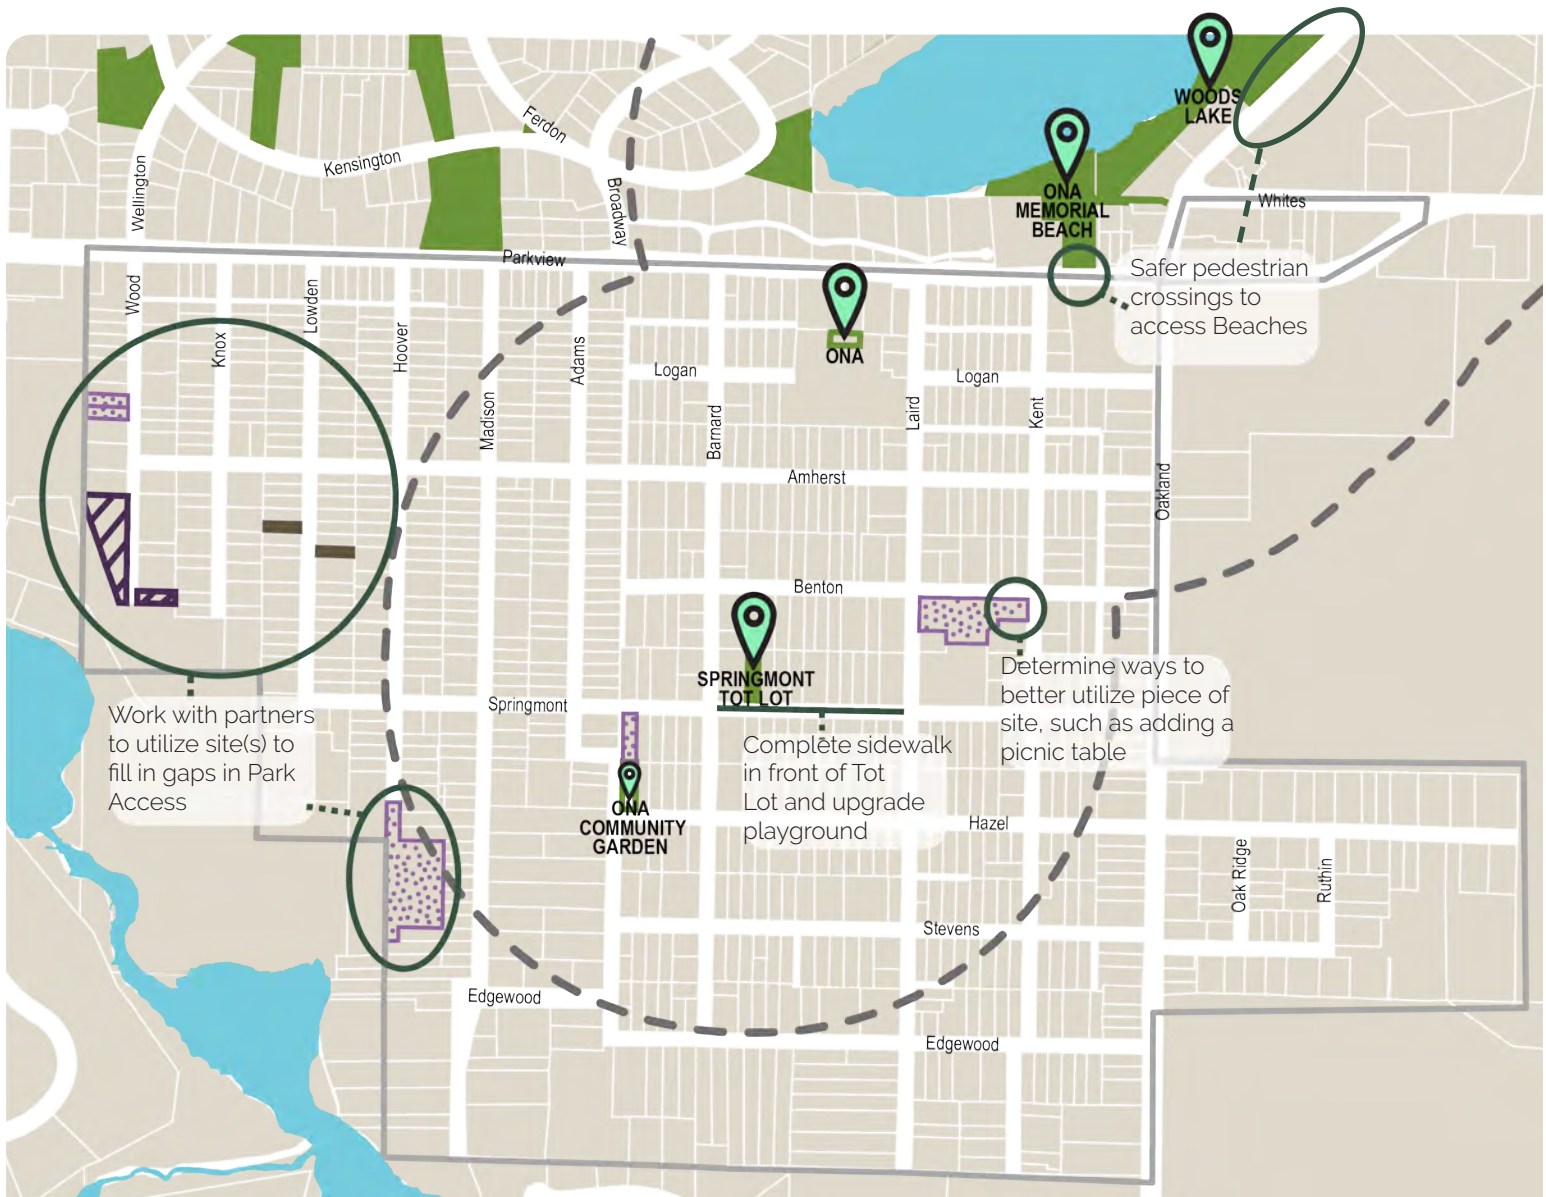 WOODS
LAKE
Ferdon
Kensington
Wellington
Broadway
ONA
MEMORIAL
BEACH
Whites
Parkview
Safer pedestrian
crossings to
access Beaches
Wood
Lowden
Knox
Hoover
Adams
ONA
Logan
Logan
Madison
Barnard
Laird
Kent
Amherst
Oakland
Benton
SPRINGMONT
TOT LOT
Springmont
Determine ways to
better utilize piece of
site, such as adding a
picnic table
Work with partners
to utilize site(s) to
fill in gaps in Park
Access
Complete sidewalk
in front of Tot
Lot and upgrade
playground
ONA
COMMUNITY
GARDEN
Hazel
Oak Ridge
Ruthin
Stevens
Edgewood
Edgewood